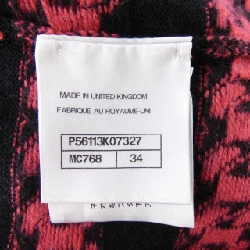 MADE IN UNITED KINGDOM
FABRIQUE AU ROYAUME-UNI
P56113K07327
MC768 34